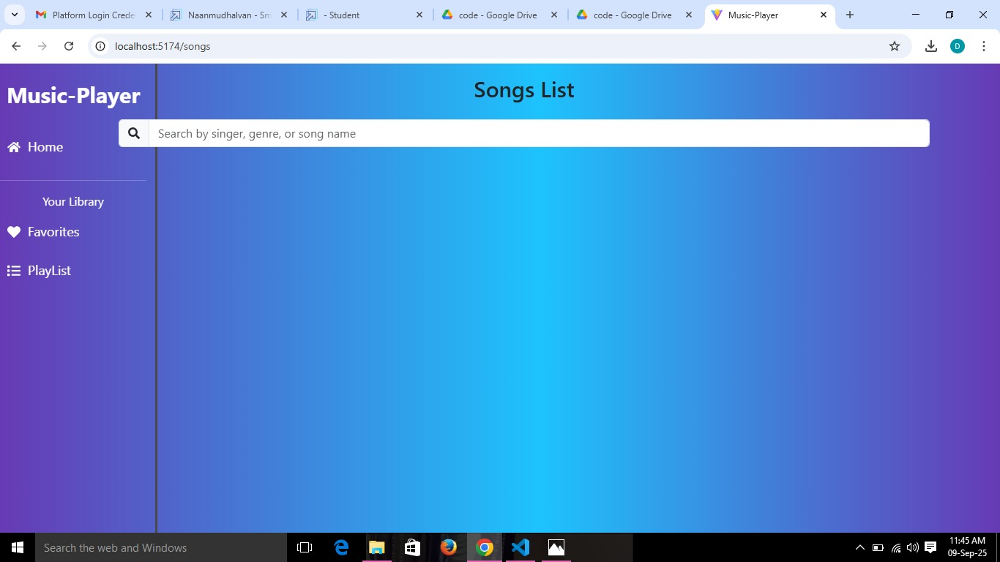 Platform Login Crede
Naanmudhalvan - Sm
- Student
code - Google Drive
code - Google Drive
Music-Player
localhost:5174/songs
D
Music-Player
Songs List
Search by singer, genre, or song name
Home
Your Library
Favorites
PlayList
Search the web and Windows
11:45 AM
09-Sep-25